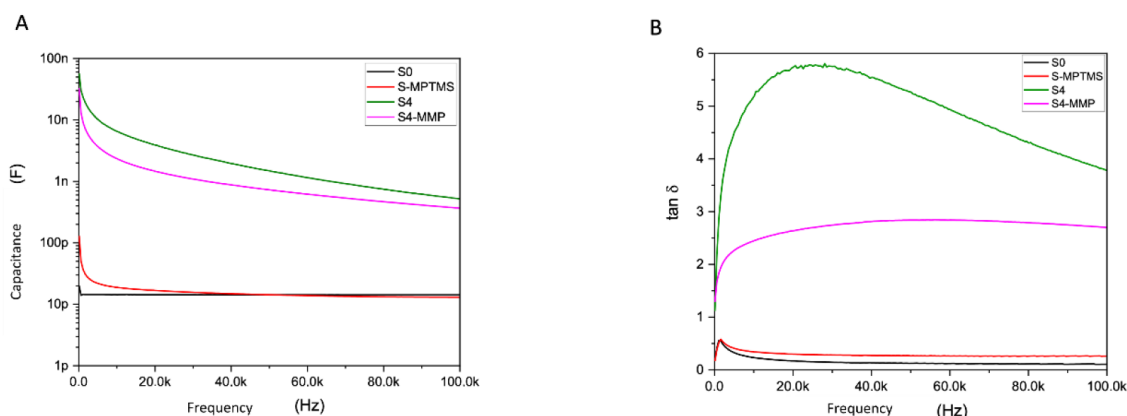 A
100n
10n
1n
100p
10p
1p
Capacitance (F)
S0
S-MPTMS
S4
S4-MMP
0.0 20.0k 40.0k 60.0k 80.0k 100.0k
Frequency (Hz)
B
6
5
4
3
2
1
0
tan δ
S0
S-MPTMS
S4
S4-MMP
0.0 20.0k 40.0k 60.0k 80.0k 100.0k
Frequency (Hz)